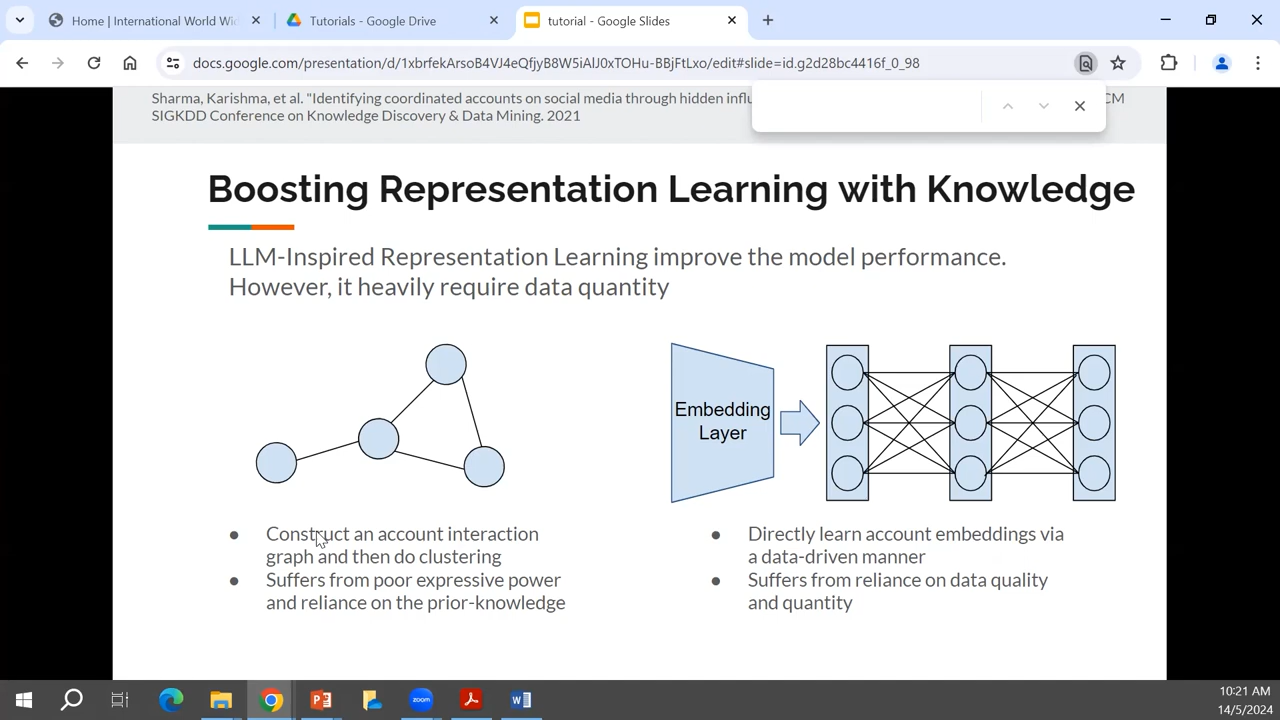 Home | International World Wid
Tutorials - Google Drive
tutorial - Google Slides
docs.google.com/presentation/d/1xbrfekArsrB4VJ4eQfjyB8W5iAlJ0xTOHu-BBjFtLxo/edit#slide=id.g2d28bc4416f_0_98
Sharma, Karishma, et al. "Identifying coordinated accounts on social media through hidden influ
CM
SIGKDD Conference on Knowledge Discovery & Data Mining. 2021
Boosting Representation Learning with Knowledge
LLM-Inspired Representation Learning improve the model performance.
However, it heavily require data quantity
Embedding
Layer
● Construct an account interaction
graph and then do clustering
● Suffers from poor expressive power
and reliance on the prior-knowledge
● Directly learn account embeddings via
a data-driven manner
● Suffers from reliance on data quality
and quantity
zoom
10:21 AM
14/5/2024